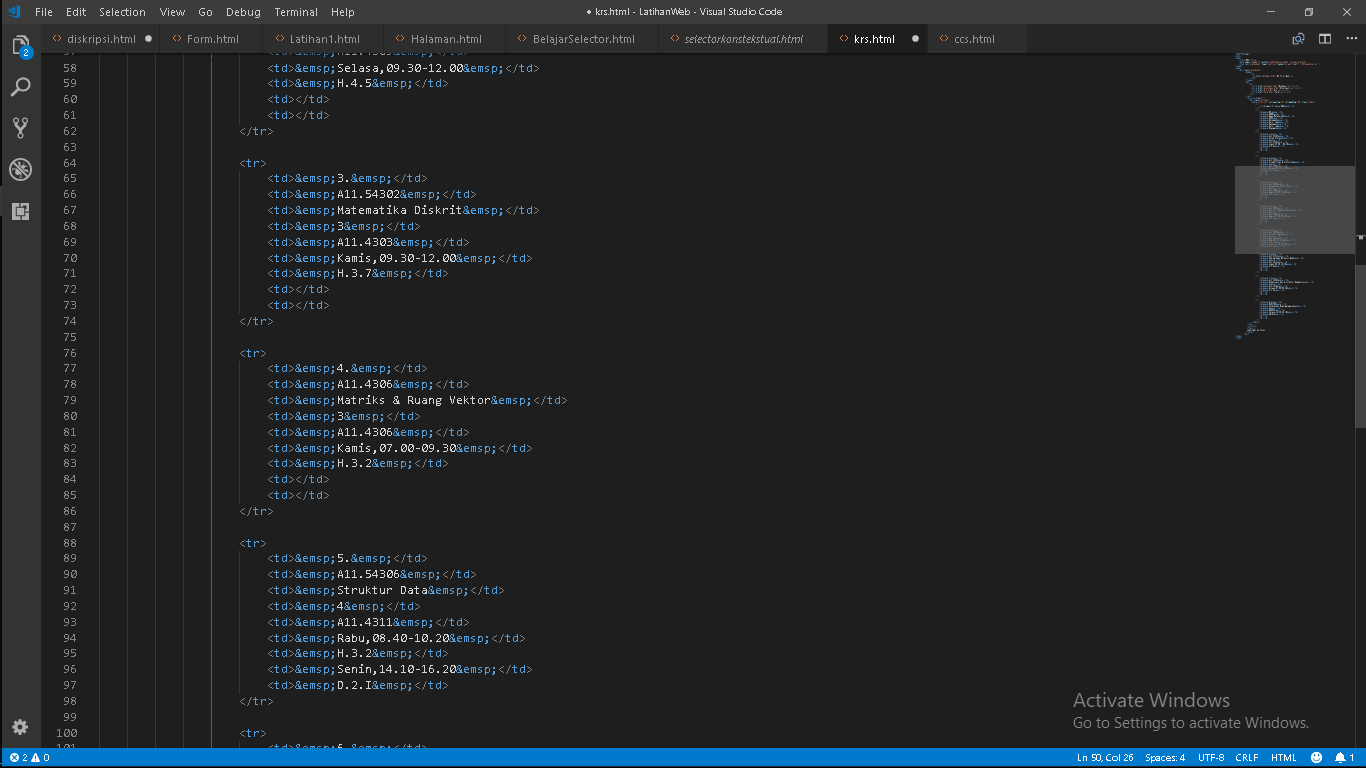 File Edit Selection View Go Debug Terminal Help
● krs.html - LatihanWeb - Visual Studio Code
diskripsi.html Form.html Latihan1.html Halaman.html BelajarSelector.html selectorkonstekstual.html krs.html ccs.html
2
58 <td>&emsp;Selasa,09.30-12.00&emsp;</td>
59 <td>&emsp;H.4.5&emsp;</td>
60 <td></td>
61 <td></td>
62 </tr>
63
64 <tr>
65 <td>&emsp;3.&emsp;</td>
66 <td>&emsp;A11.54302&emsp;</td>
67 <td>&emsp;Matematika Diskrit&emsp;</td>
68 <td>&emsp;3&emsp;</td>
69 <td>&emsp;A11.4303&emsp;</td>
70 <td>&emsp;Kamis,09.30-12.00&emsp;</td>
71 <td>&emsp;H.3.7&emsp;</td>
72 <td></td>
73 <td></td>
74 </tr>
75
76 <tr>
77 <td>&emsp;4.&emsp;</td>
78 <td>&emsp;A11.4306&emsp;</td>
79 <td>&emsp;Matriks & Ruang Vektor&emsp;</td>
80 <td>&emsp;3&emsp;</td>
81 <td>&emsp;A11.4306&emsp;</td>
82 <td>&emsp;Kamis,07.00-09.30&emsp;</td>
83 <td>&emsp;H.3.2&emsp;</td>
84 <td></td>
85 <td></td>
86 </tr>
87
88 <tr>
89 <td>&emsp;5.&emsp;</td>
90 <td>&emsp;A11.54306&emsp;</td>
91 <td>&emsp;Struktur Data&emsp;</td>
92 <td>&emsp;4&emsp;</td>
93 <td>&emsp;A11.4311&emsp;</td>
94 <td>&emsp;Rabu,08.40-10.20&emsp;</td>
95 <td>&emsp;H.3.2&emsp;</td>
96 <td>&emsp;Senin,14.10-16.20&emsp;</td>
97 <td>&emsp;D.2.I&emsp;</td>
98 </tr>
99
100 <tr>
Activate Windows
Go to Settings to activate Windows.
2 0 Ln 50, Col 26 Spaces: 4 UTF-8 CRLF HTML 1